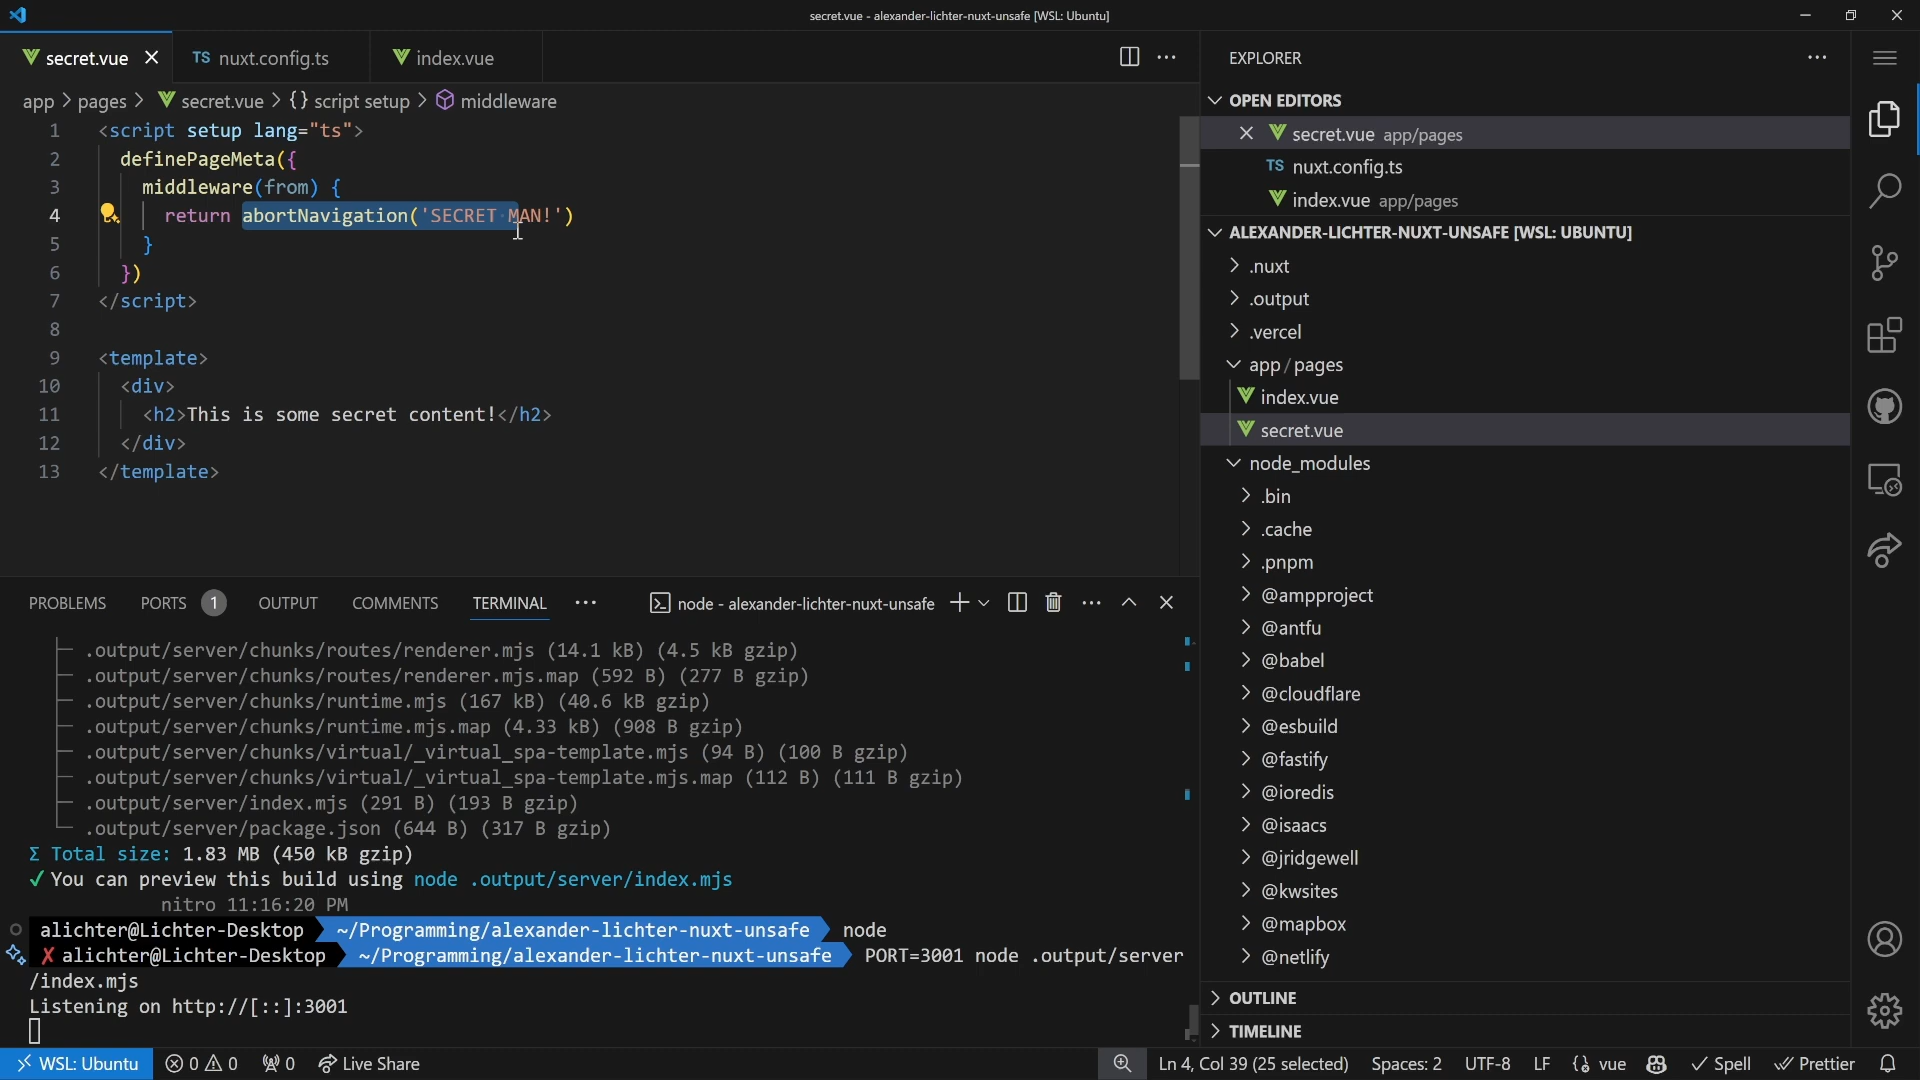 secret.vue - alexander-lichter-nuxt-unsafe [WSL: Ubuntu]
secret.vue
TS nuxt.config.ts
index.vue
app > pages > secret.vue > {} script setup > middleware
1 <script setup lang="ts">
2 definePageMeta({
3 middleware(from) {
4 return abortNavigation('SECRET·MAN!')
5 }
6 })
7 </script>
8
9 <template>
10 <div>
11 <h2>This is some secret content!</h2>
12 </div>
13 </template>
PROBLEMS PORTS 1 OUTPUT COMMENTS TERMINAL ··· node - alexander-lichter-nuxt-unsafe
├─ .output/server/chunks/routes/renderer.mjs (14.1 kB) (4.5 kB gzip)
├─ .output/server/chunks/routes/renderer.mjs.map (592 B) (277 B gzip)
├─ .output/server/chunks/runtime.mjs (167 kB) (40.6 kB gzip)
├─ .output/server/chunks/runtime.mjs.map (4.33 kB) (908 B gzip)
├─ .output/server/chunks/virtual/_virtual_spa-template.mjs (94 B) (100 B gzip)
├─ .output/server/chunks/virtual/_virtual_spa-template.mjs.map (112 B) (111 B gzip)
├─ .output/server/index.mjs (291 B) (193 B gzip)
└─ .output/server/package.json (644 B) (317 B gzip)
Σ Total size: 1.83 MB (450 kB gzip)
✓ You can preview this build using node .output/server/index.mjs
nitro 11:16:20 PM
alichter@Lichter-Desktop ~/Programming/alexander-lichter-nuxt-unsafe node
✗ alichter@Lichter-Desktop ~/Programming/alexander-lichter-nuxt-unsafe PORT=3001 node .output/server
/index.mjs
Listening on http://[::]:3001
EXPLORER
OPEN EDITORS
secret.vue app/pages
TS nuxt.config.ts
index.vue app/pages
ALEXANDER-LICHTER-NUXT-UNSAFE [WSL: UBUNTU]
.nuxt
.output
.vercel
app / pages
index.vue
secret.vue
node_modules
.bin
.cache
.pnpm
@ampproject
@antfu
@babel
@cloudflare
@esbuild
@fastify
@ioredis
@isaacs
@jridgewell
@kwsites
@mapbox
@netlify
OUTLINE
TIMELINE
WSL: Ubuntu 0 0 0 Live Share Ln 4, Col 39 (25 selected) Spaces: 2 UTF-8 LF {} vue Spell Prettier